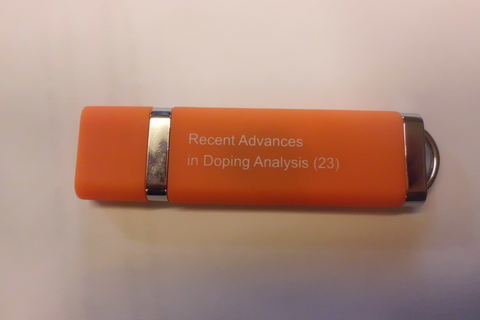 Recent Advances
in Doping Analysis (23)